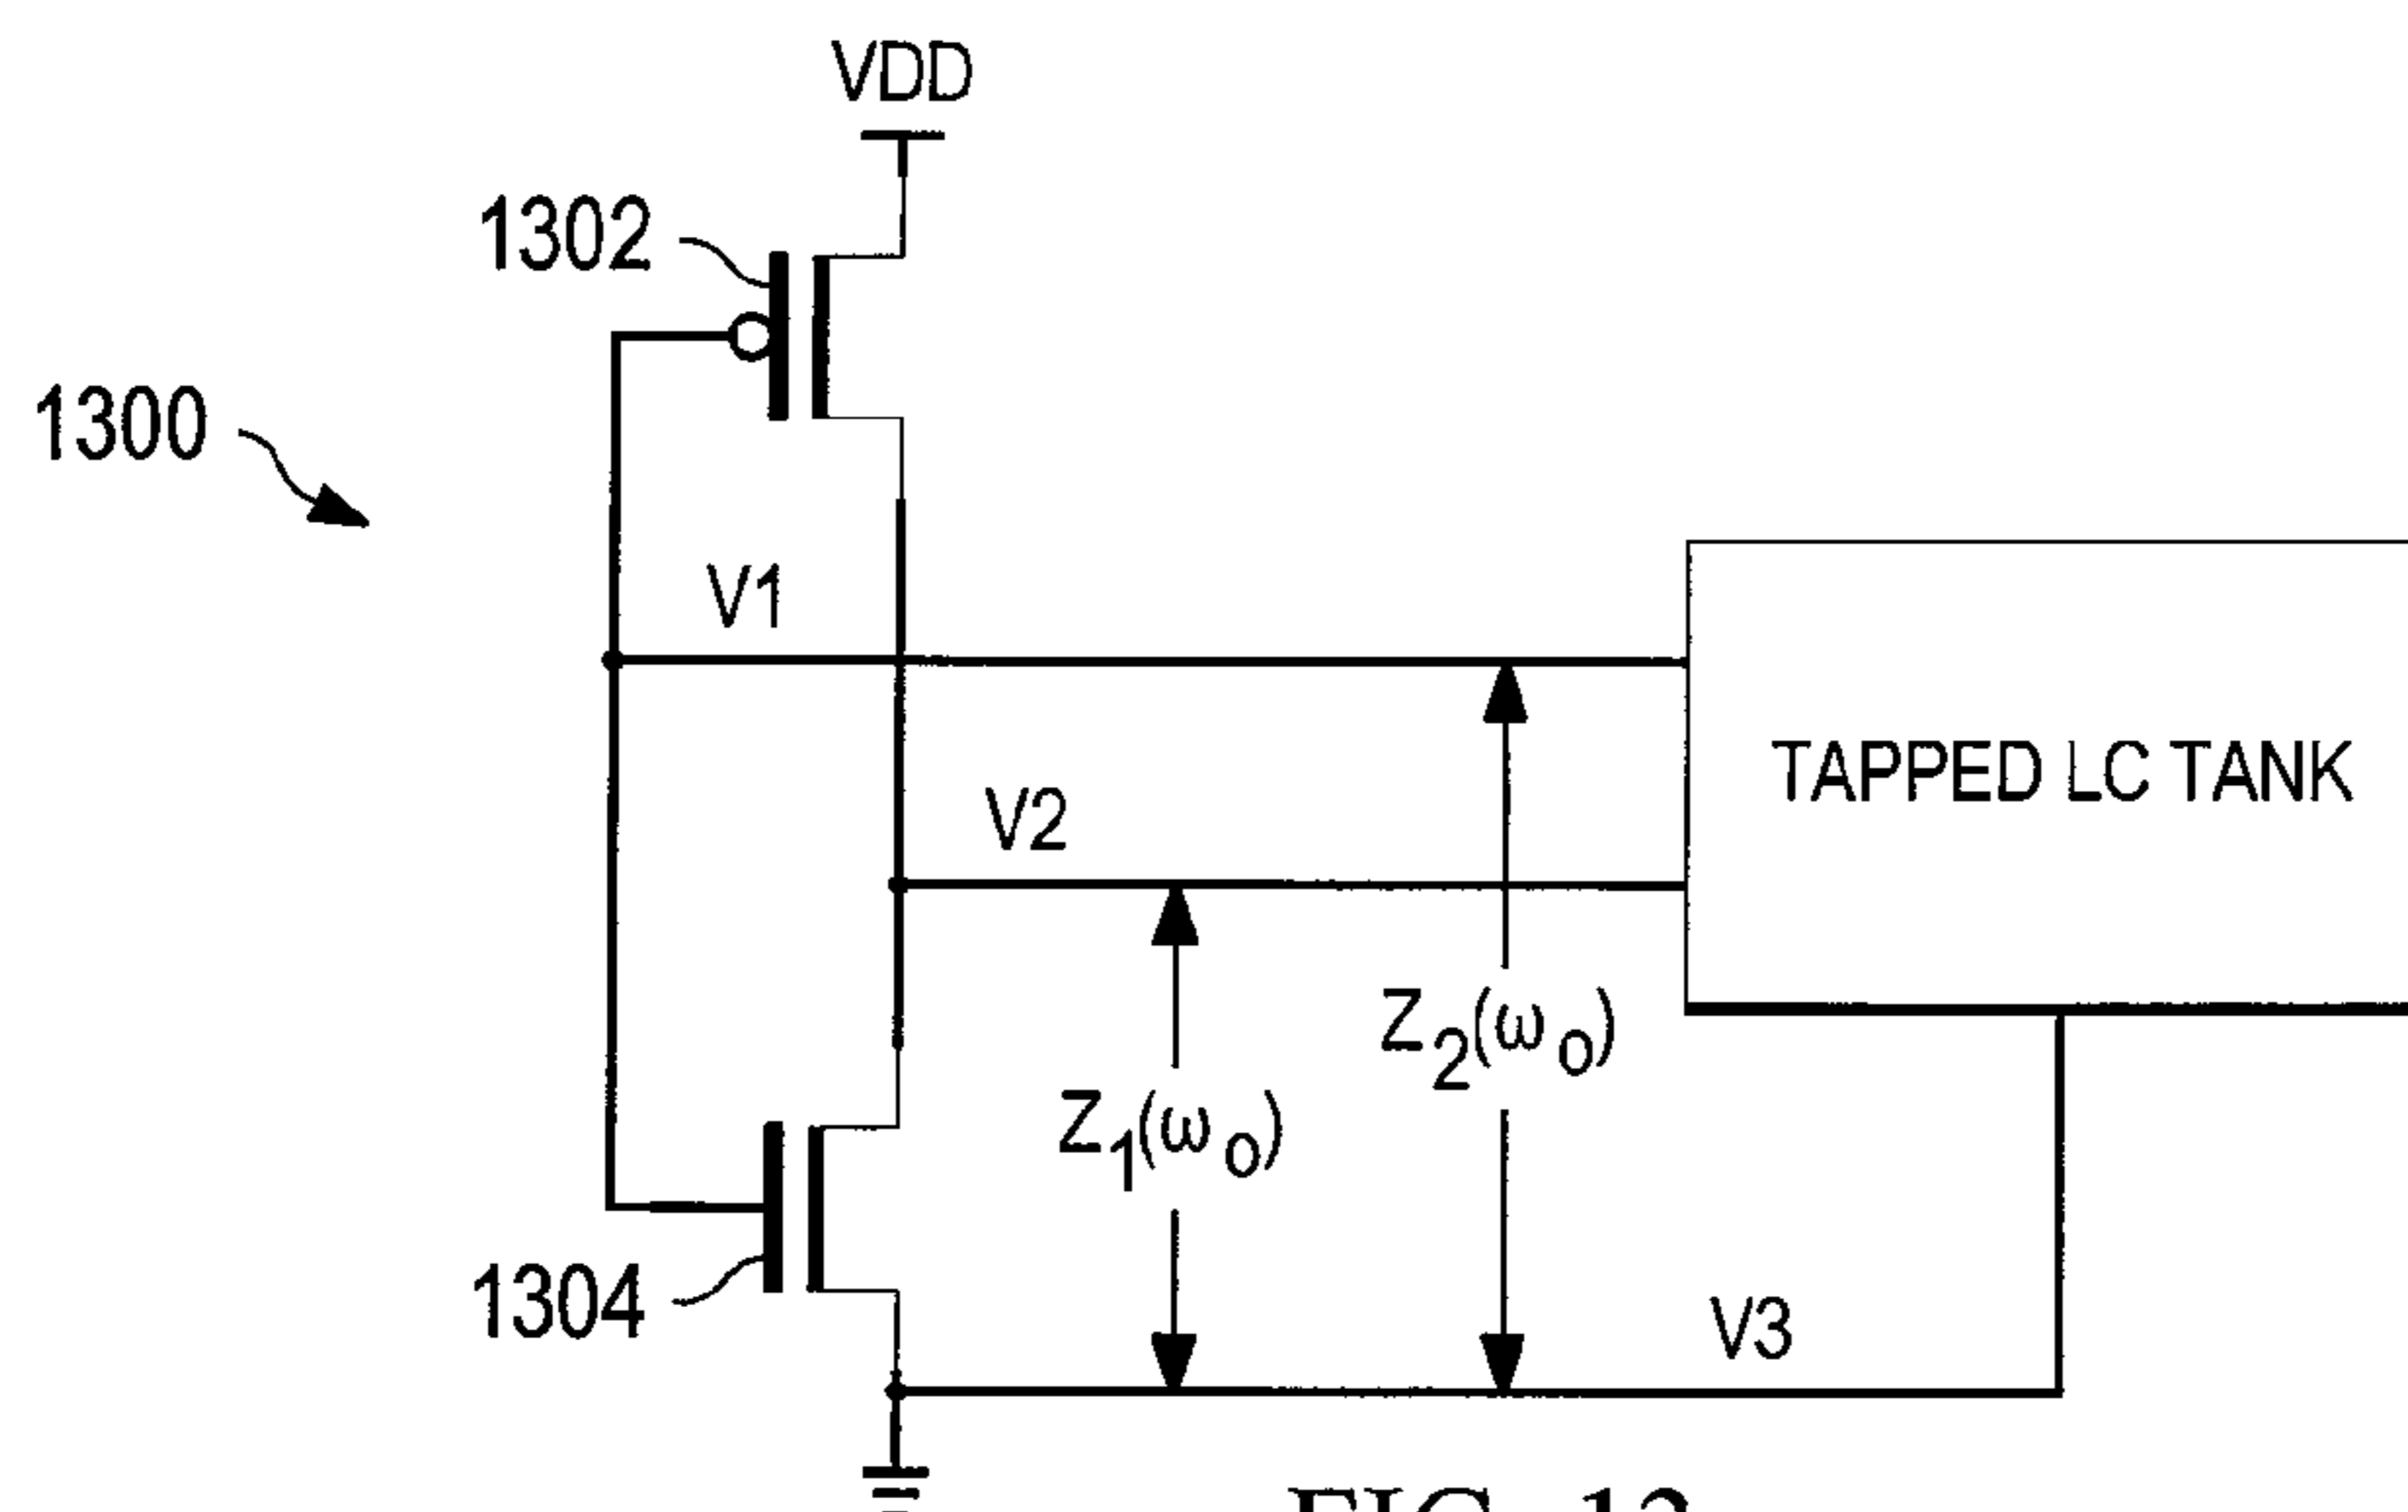 VDD
1302
1300
V1
TAPPED LC TANK
V2
Z2(ωo)
Z1(ωo)
1304
V3